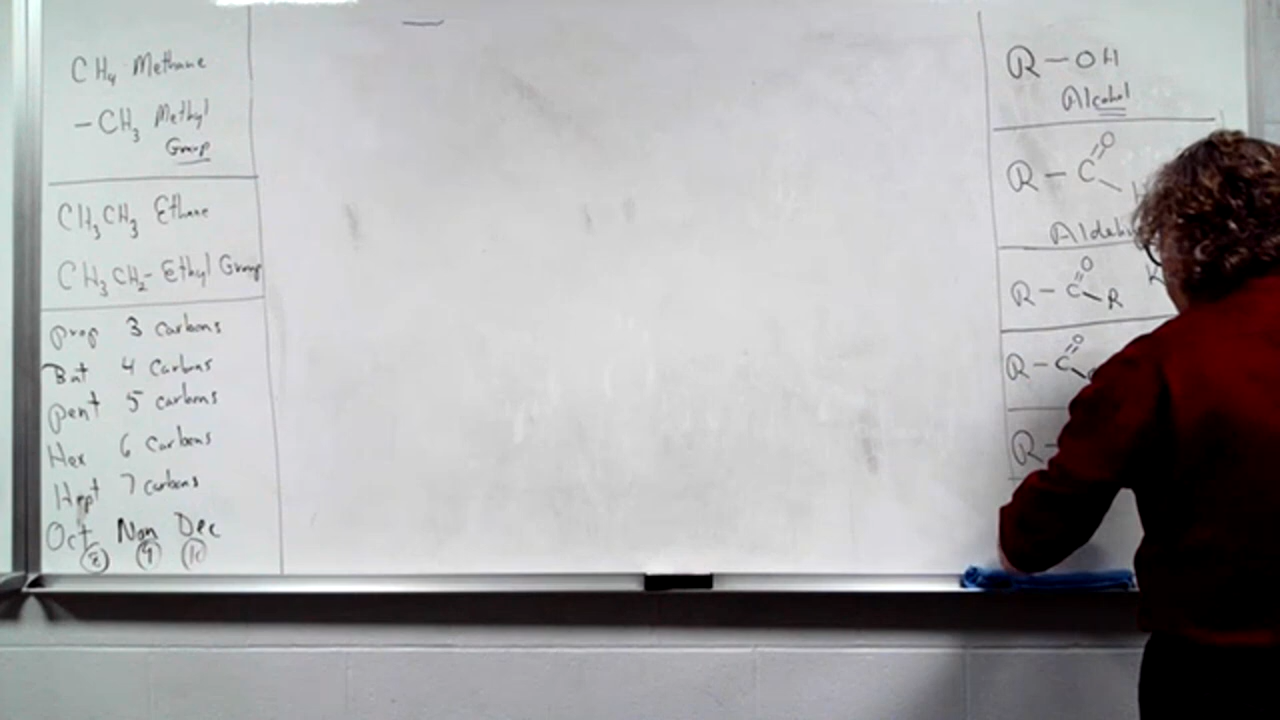 CH₄ Methane
-CH₃ Methyl
Group
CH₃CH₃ Ethane
CH₃CH₂- Ethyl Group
Prop 3 carbons
But 4 Carbons
Pent 5 carbons
Hex 6 Carbons
Hept 7 carbons
Oct Non Dec
8 9 10
R-OH
Alcohol
O
R-C
Aldehy
O
R-C-R K
O
R-C
R-